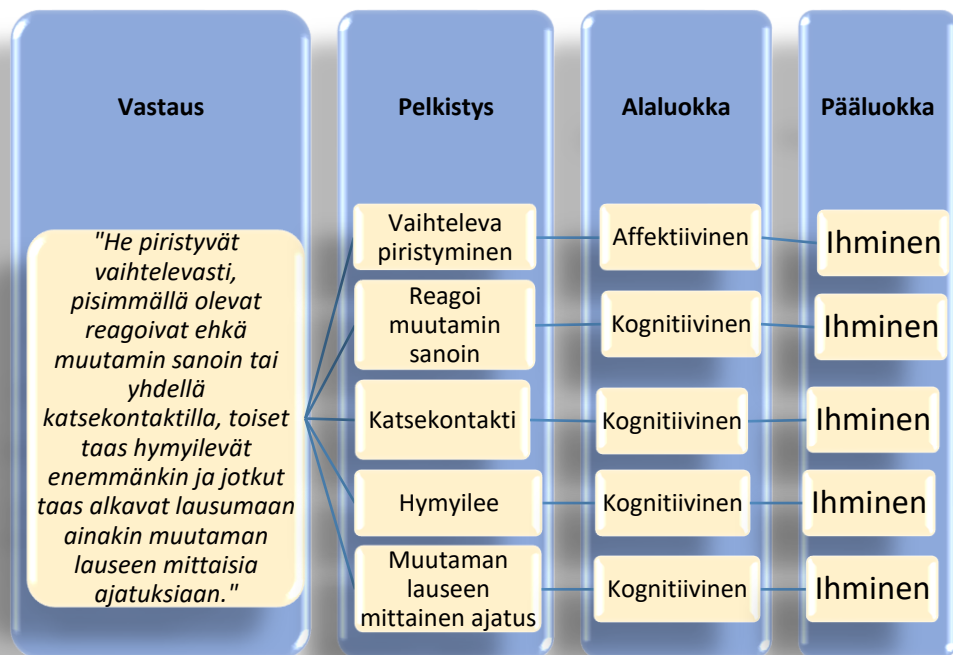 Vastaus
Pelkistys
Alaluokka
Pääluokka
"He piristyvät
vaihtelevasti,
pisimmällä olevat
reagoivat ehkä
muutamin sanoin tai
yhdellä
katsekontaktilla, toiset
taas hymyilevät
enemmänkin ja jotkut
taas alkavat lausumaan
ainakin muutaman
lauseen mittaisia
ajatuksiaan."
Vaihteleva
piristyminen
Affektiivinen
Ihminen
Reagoi
muutamin
sanoin
Kognitiivinen
Ihminen
Katsekontakti
Kognitiivinen
Ihminen
Hymyilee
Kognitiivinen
Ihminen
Muutaman
lauseen
mittainen ajatus
Kognitiivinen
Ihminen